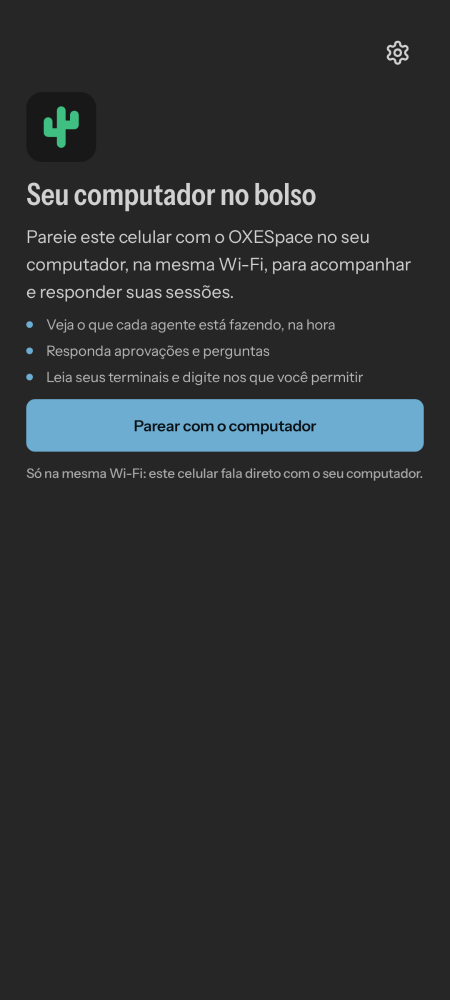 Seu computador no bolso
Pareie este celular com o OXESpace no seu
computador, na mesma Wi-Fi, para acompanhar
e responder suas sessões.
Veja o que cada agente está fazendo, na hora
Responda aprovações e perguntas
Leia seus terminais e digite nos que você permitir
Parear com o computador
Só na mesma Wi-Fi: este celular fala direto com o seu computador.